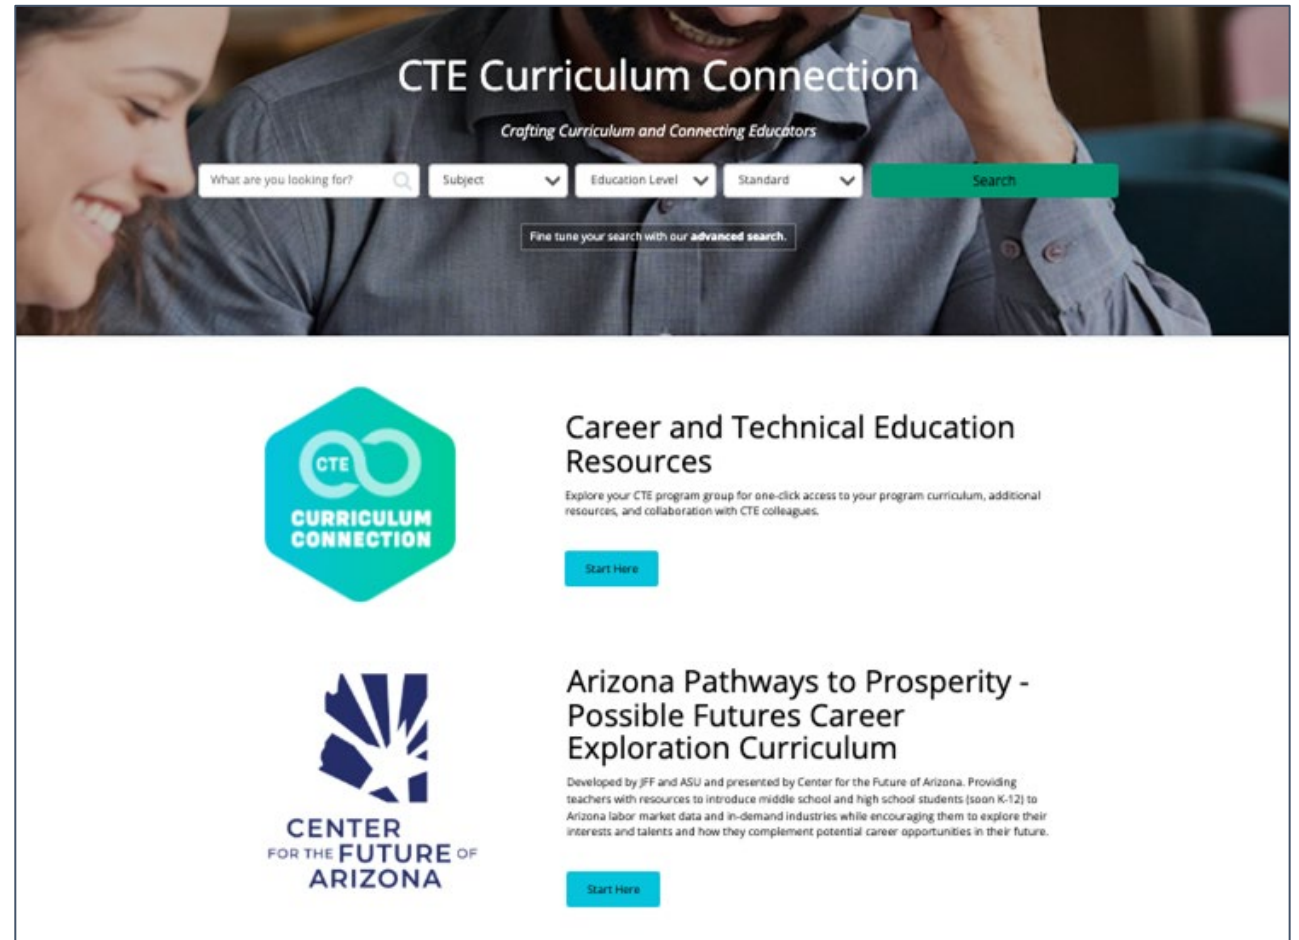 CTE Curriculum Connection
Crafting Curriculum and Connecting Educators
What are you looking for?
Subject
Education Level
Standard
Search
Fine tune your search with our advanced search.
CTE
CURRICULUM
CONNECTION
Career and Technical Education
Resources
Explore your CTE program group for one-click access to your program curriculum, additional
resources, and collaboration with CTE colleagues.
Start Here
CENTER
FOR THE FUTURE OF
ARIZONA
Arizona Pathways to Prosperity -
Possible Futures Career
Exploration Curriculum
Developed by JFF and ASU and presented by Center for the Future of Arizona. Providing
teachers with resources to introduce middle school and high school students (soon K-12) to
Arizona labor market data and in-demand industries while encouraging them to explore their
interests and talents and how they complement potential career opportunities in their future.
Start Here